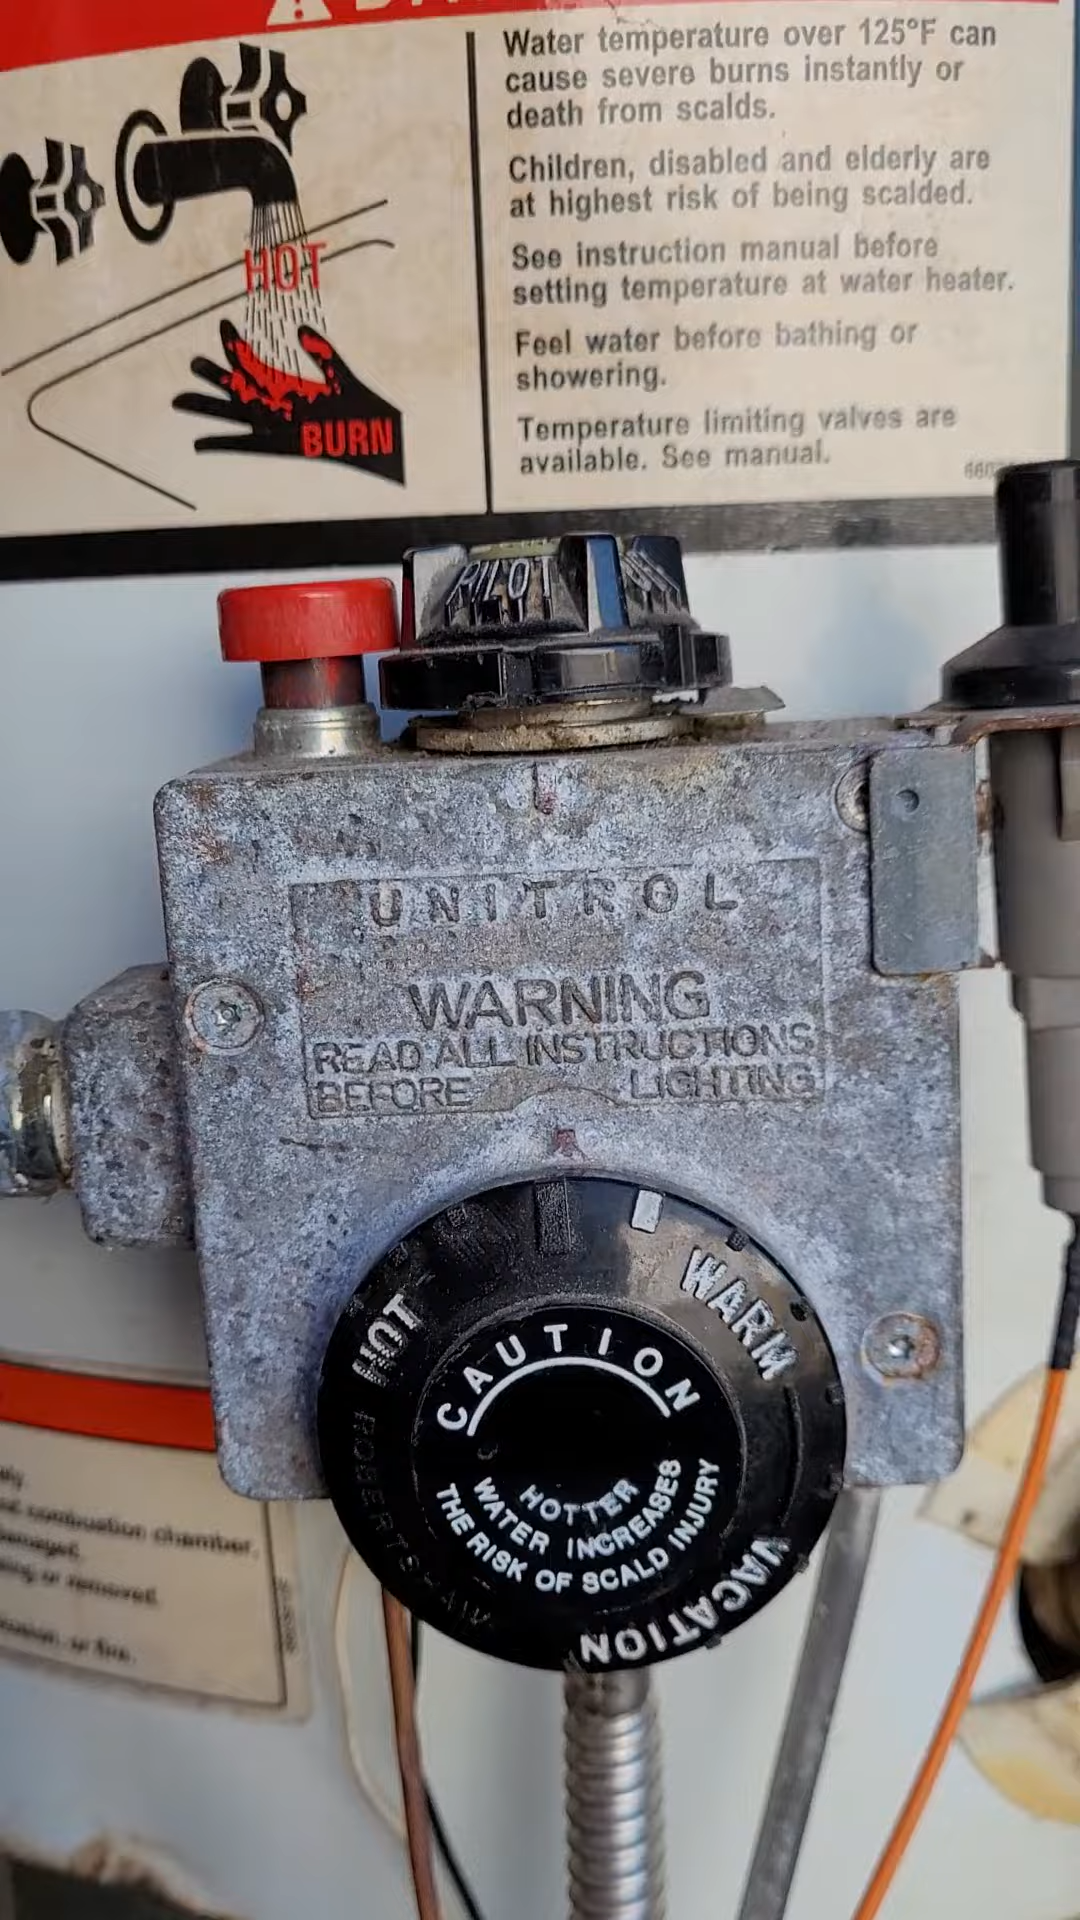 Water temperature over 125°F can
cause severe burns instantly or
death from scalds.
Children, disabled and elderly are
at highest risk of being scalded.
See instruction manual before
setting temperature at water heater.
Feel water before bathing or
showering.
Temperature limiting valves are
available. See manual.
HOT
BURN
PILOT
UNITROL
WARNING
READ ALL INSTRUCTIONS
BEFORE LIGHTING
HOT
WARM
VACATION
ROBERTSHAW
CAUTION
HOTTER
WATER INCREASES
THE RISK OF SCALD INJURY
combustion chamber,
or removed.
or fire.